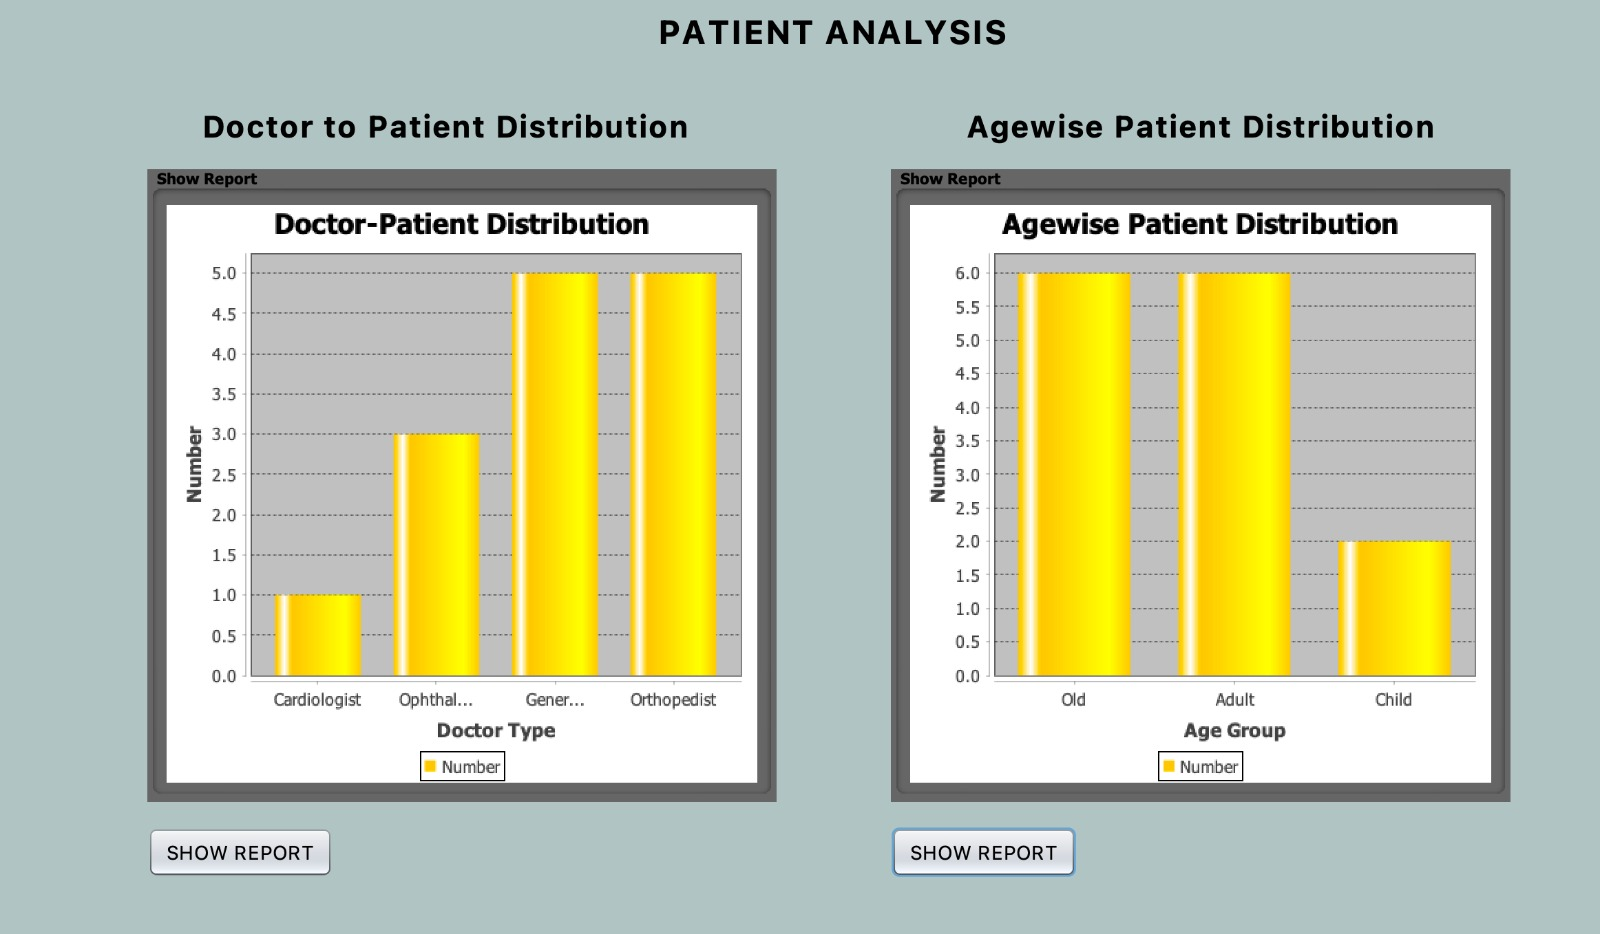 PATIENT ANALYSIS
Doctor to Patient Distribution
Show Report
Doctor-Patient Distribution
5.0
4.5
4.0
3.5
3.0
2.5
2.0
1.5
1.0
0.5
0.0
Number
Cardiologist Ophthal... Gener... Orthopedist
Doctor Type
Number
SHOW REPORT
Agewise Patient Distribution
Show Report
Agewise Patient Distribution
6.0
5.5
5.0
4.5
4.0
3.5
3.0
2.5
2.0
1.5
1.0
0.5
0.0
Number
Old Adult Child
Age Group
Number
SHOW REPORT